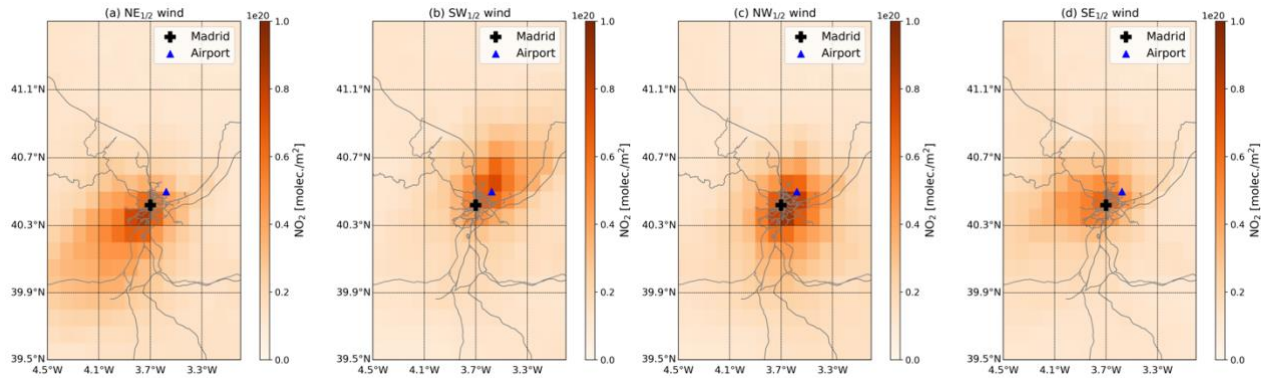 (a) NE1/2 wind
1e20
Madrid
Airport
41.1°N
40.7°N
40.3°N
39.9°N
39.5°N
4.5°W 4.1°W 3.7°W 3.3°W
1.0
0.8
0.6
0.4
0.2
0.0
NO2 [molec./m2]
(b) SW1/2 wind
1e20
Madrid
Airport
41.1°N
40.7°N
40.3°N
39.9°N
39.5°N
4.5°W 4.1°W 3.7°W 3.3°W
1.0
0.8
0.6
0.4
0.2
0.0
NO2 [molec./m2]
(c) NW1/2 wind
1e20
Madrid
Airport
41.1°N
40.7°N
40.3°N
39.9°N
39.5°N
4.5°W 4.1°W 3.7°W 3.3°W
1.0
0.8
0.6
0.4
0.2
0.0
NO2 [molec./m2]
(d) SE1/2 wind
1e20
Madrid
Airport
41.1°N
40.7°N
40.3°N
39.9°N
39.5°N
4.5°W 4.1°W 3.7°W 3.3°W
1.0
0.8
0.6
0.4
0.2
0.0
NO2 [molec./m2]